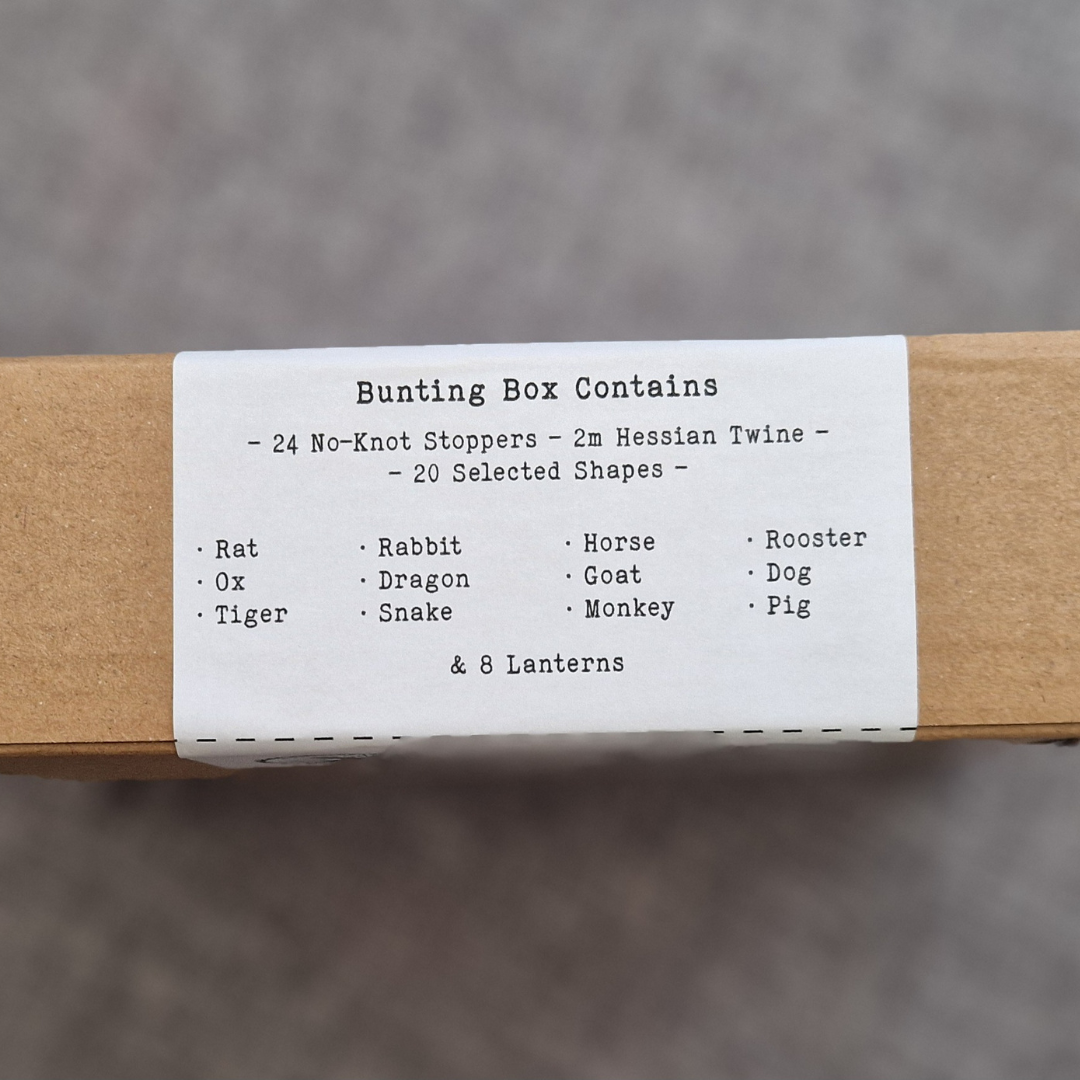 Bunting Box Contains
- 24 No-Knot Stoppers - 2m Hessian Twine -
- 20 Selected Shapes -
· Rat
· Ox
· Tiger
· Rabbit
· Dragon
· Snake
· Horse
· Goat
· Monkey
· Rooster
· Dog
· Pig
& 8 Lanterns